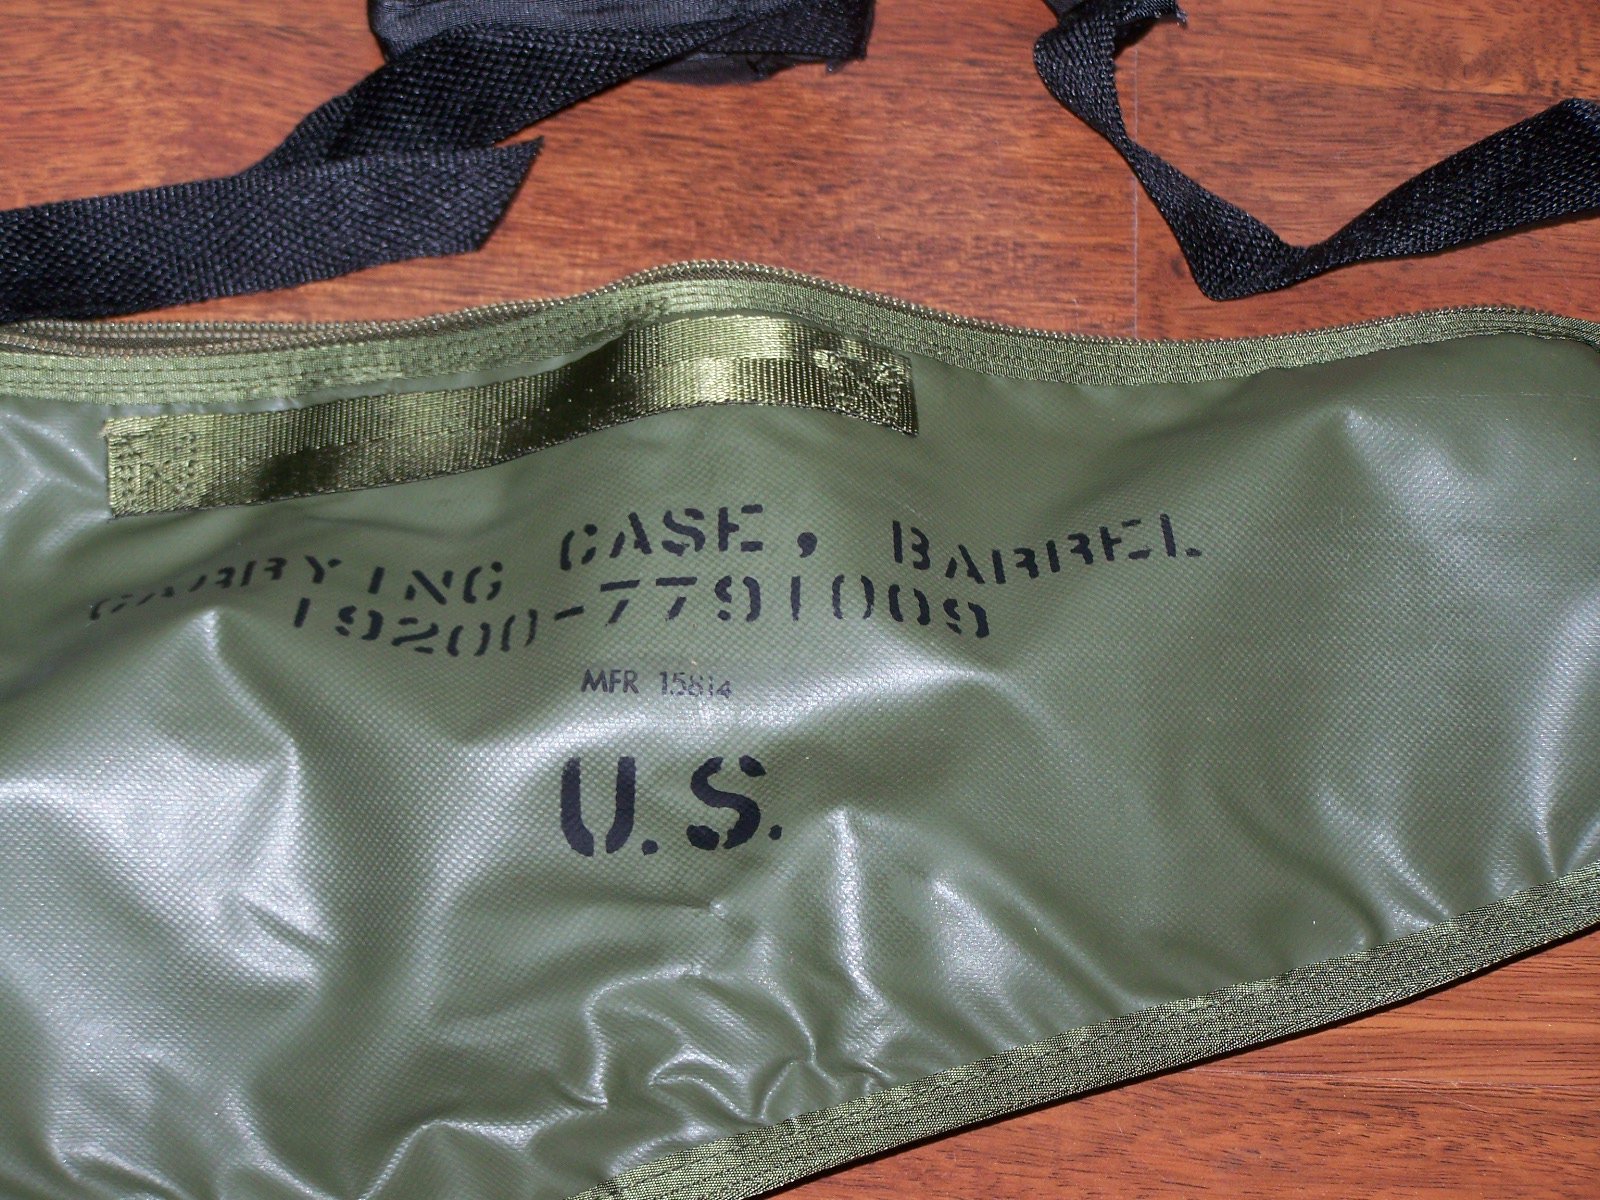 CARRYING CASE, BARREL
19200-7791009
MFR 15814
U.S.